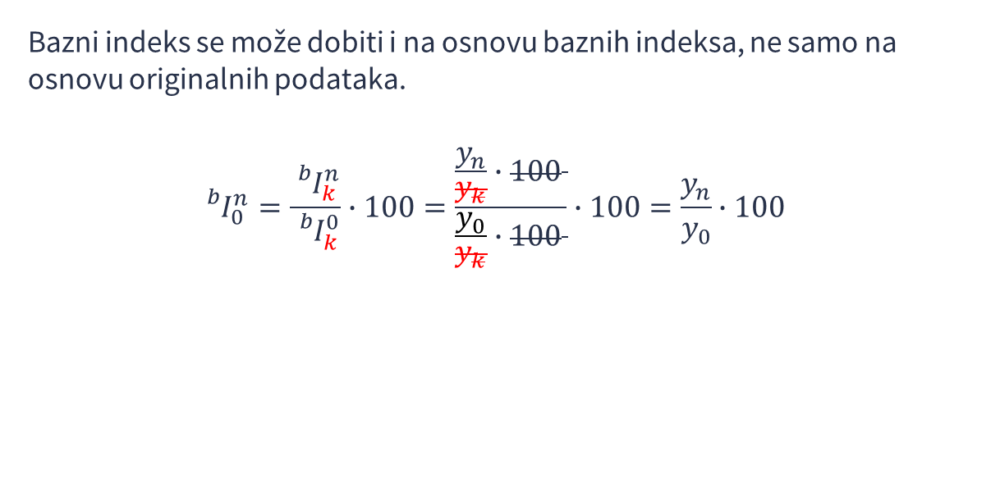 Bazni indeks se može dobiti i na osnovu baznih indeksa, ne samo na
osnovu originalnih podataka.
ᵇI₀ⁿ = ᵇIₖⁿ / ᵇIₖ⁰ · 100 = (yₙ/yₖ · 100) / (y₀/yₖ · 100) · 100 = yₙ/y₀ · 100